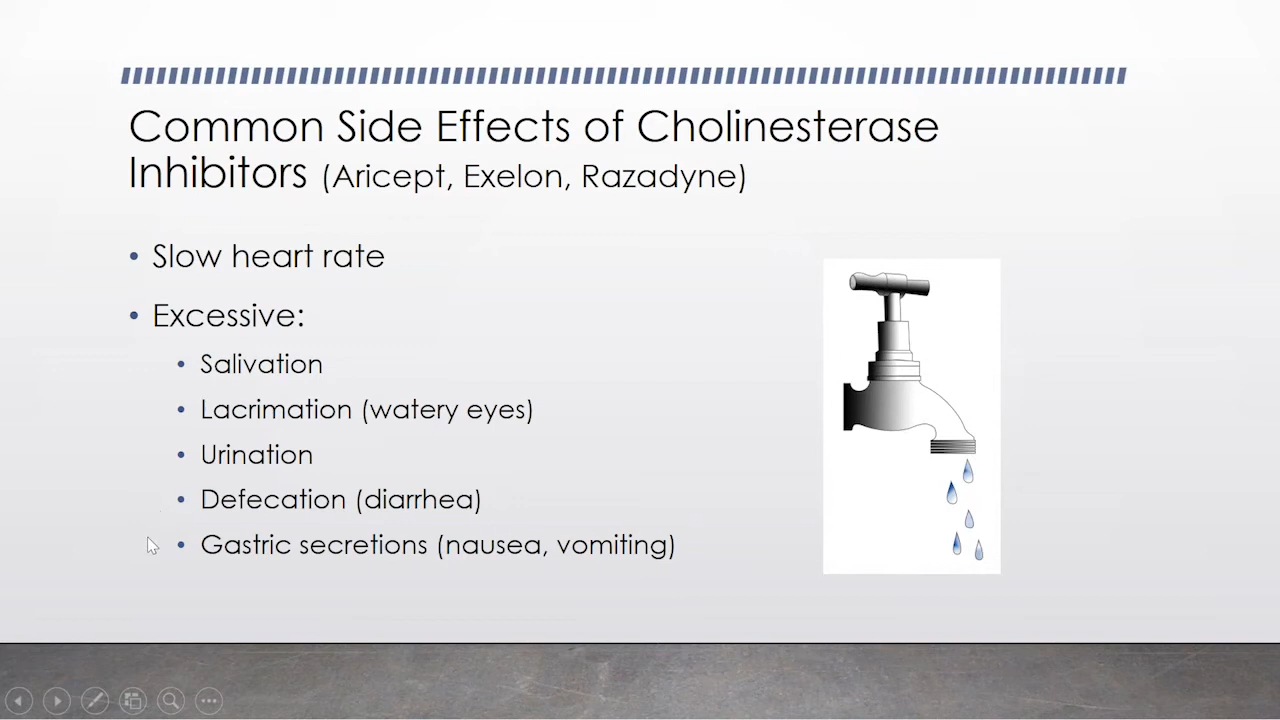 Common Side Effects of Cholinesterase
Inhibitors (Aricept, Exelon, Razadyne)
• Slow heart rate
• Excessive:
• Salivation
• Lacrimation (watery eyes)
• Urination
• Defecation (diarrhea)
• Gastric secretions (nausea, vomiting)